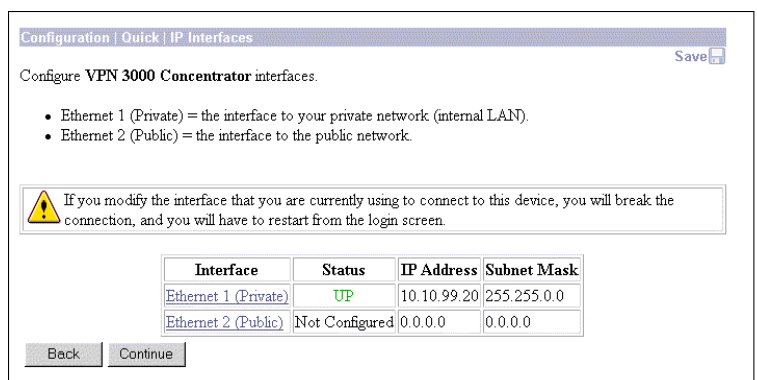 Configuration | Quick | IP Interfaces
Save
Configure VPN 3000 Concentrator interfaces.
• Ethernet 1 (Private) = the interface to your private network (internal LAN).
• Ethernet 2 (Public) = the interface to the public network.
If you modify the interface that you are currently using to connect to this device, you will break the
connection, and you will have to restart from the login screen.
Interface Status IP Address Subnet Mask
Ethernet 1 (Private) UP 10.10.99.20 255.255.0.0
Ethernet 2 (Public) Not Configured 0.0.0.0 0.0.0.0
Back Continue